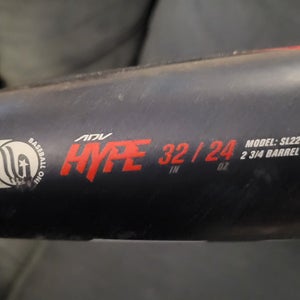 BASEBALL ONE
ADV
HYPE
32 / 24
IN OZ
MODEL: SL22
2 3/4 BARREL